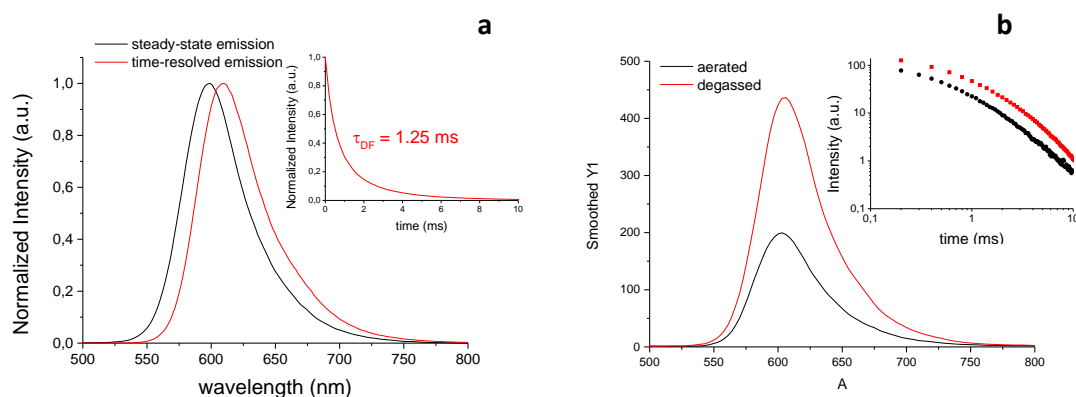 a
steady-state emission
time-resolved emission
Normalized Intensity (a.u.)
1,0
0,8
0,6
0,4
0,2
0,0
500 550 600 650 700 750 800
wavelength (nm)
Normalized Intensity (a.u.)
1,0
0,8
0,6
0,4
0,2
0,0
τDF = 1.25 ms
0 2 4 6 8 10
time (ms)
b
aerated
degassed
Smoothed Y1
500
400
300
200
100
0
500 550 600 650 700 750 800
A
Intensity (a.u.)
100
10
1
0,1
0,1 1 10
time (ms)